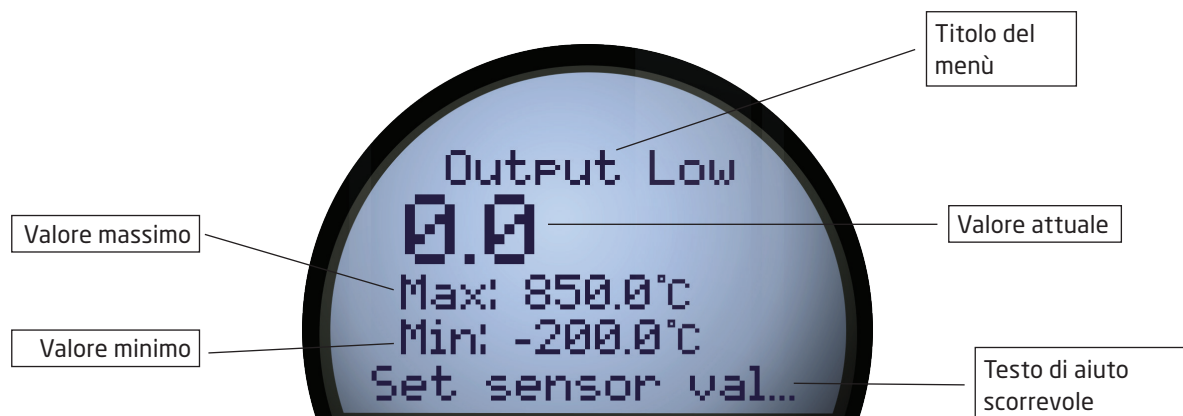 Titolo del
menù
Output Low
0.0
Valore attuale
Valore massimo
Max: 850.0°C
Valore minimo
Min: -200.0°C
Set sensor val...
Testo di aiuto
scorrevole